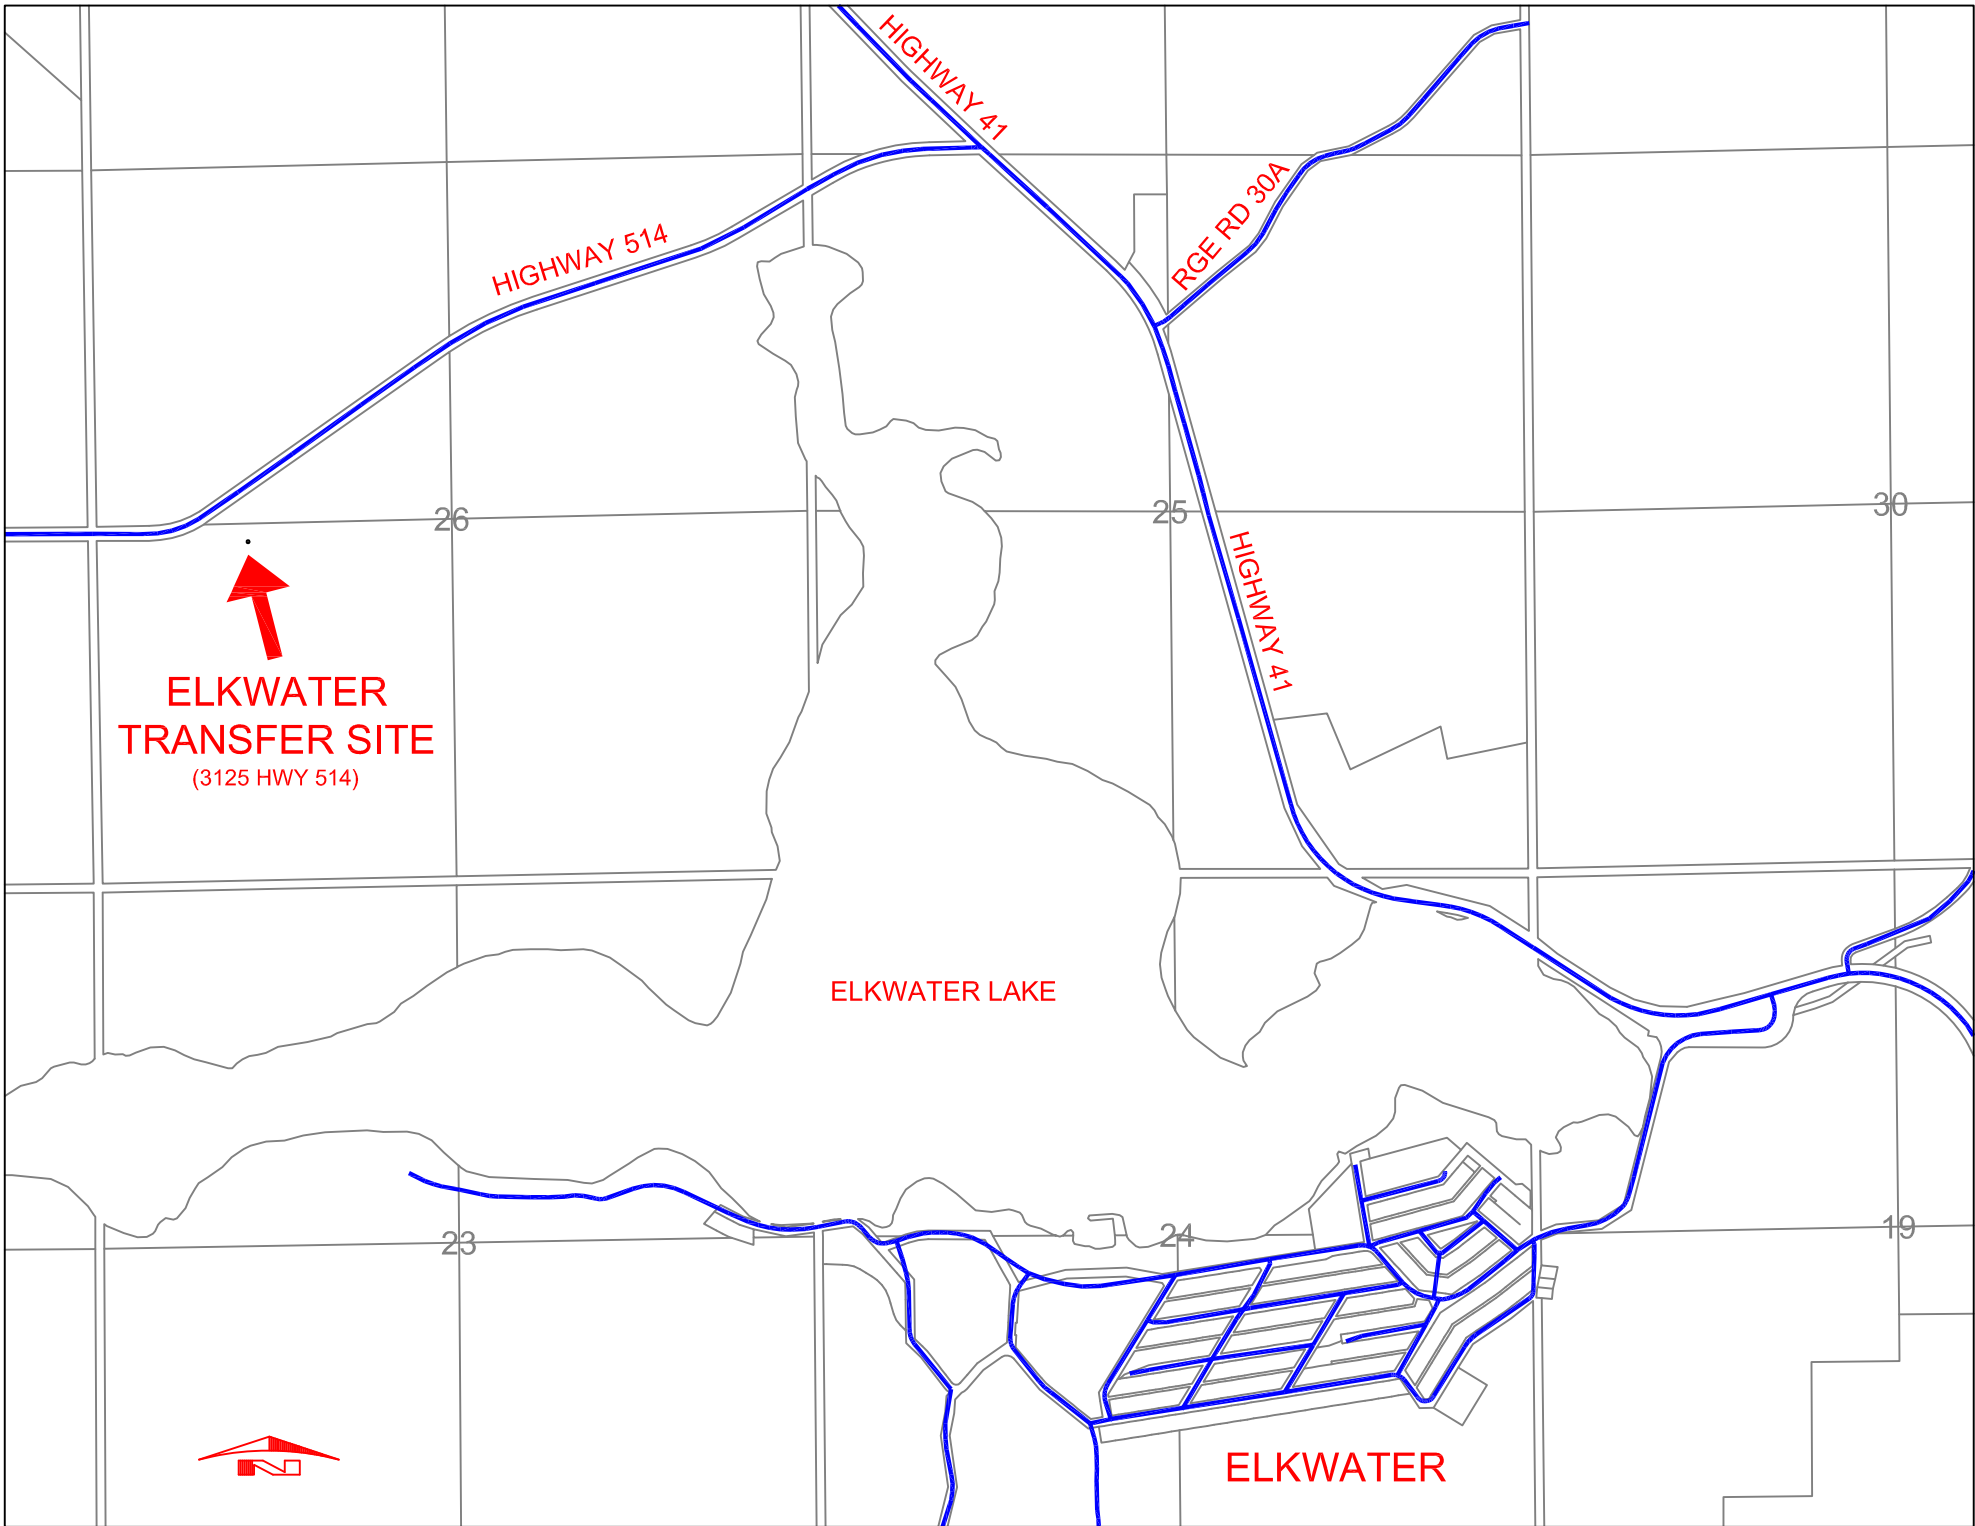 HIGHWAY 41
HIGHWAY 514
RGE RD 30A
26
25
30
HIGHWAY 41
ELKWATER
TRANSFER SITE
(3125 HWY 514)
ELKWATER LAKE
23
24
19
ELKWATER
N